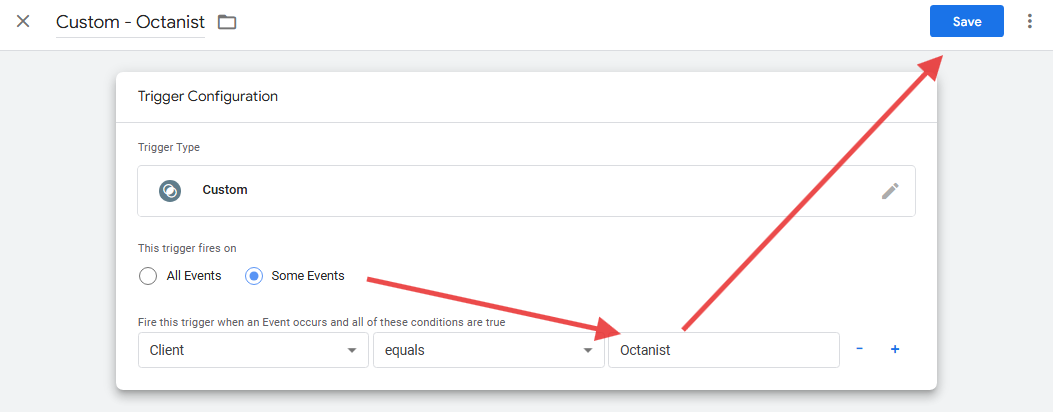 Custom - Octanist
Save
Trigger Configuration
Trigger Type
Custom
This trigger fires on
All Events Some Events
Fire this trigger when an Event occurs and all of these conditions are true
Client equals Octanist - +